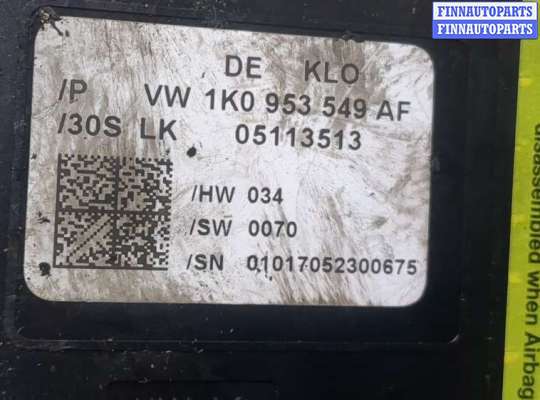 FINNAUTOPARTS
FINNAUTOPARTS
DE KLO
/P VW 1K0 953 549 AF
/30S LK 05113513
/HW 034
/SW 0070
/SN 01017052300675
disassembled when Airbag